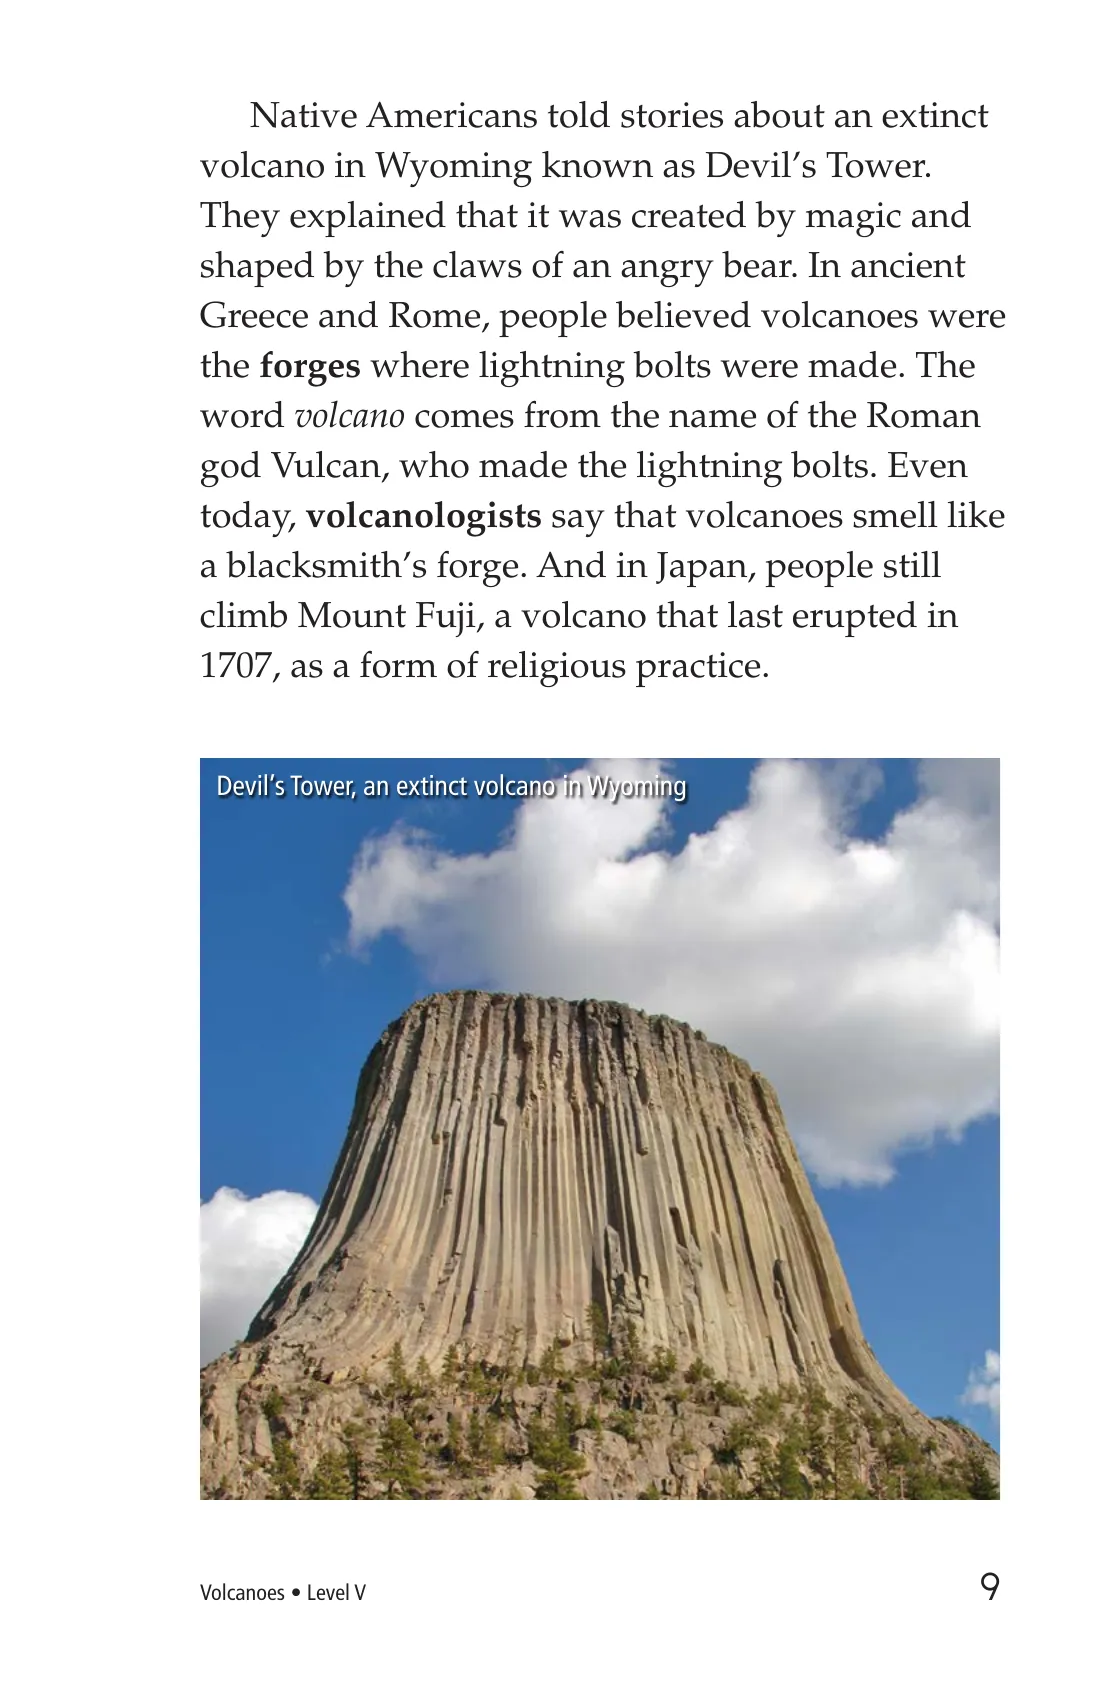 Native Americans told stories about an extinct
volcano in Wyoming known as Devil’s Tower.
They explained that it was created by magic and
shaped by the claws of an angry bear. In ancient
Greece and Rome, people believed volcanoes were
the forges where lightning bolts were made. The
word volcano comes from the name of the Roman
god Vulcan, who made the lightning bolts. Even
today, volcanologists say that volcanoes smell like
a blacksmith’s forge. And in Japan, people still
climb Mount Fuji, a volcano that last erupted in
1707, as a form of religious practice.
Devil’s Tower, an extinct volcano in Wyoming
Volcanoes • Level V
9